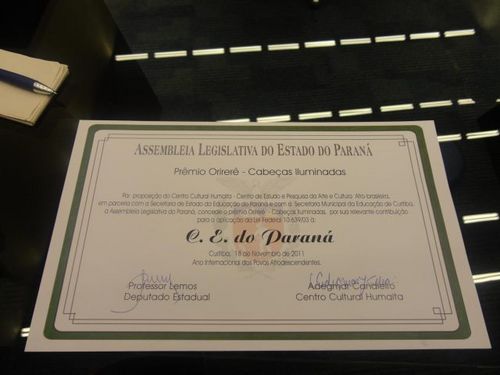 ASSEMBLEIA LEGISLATIVA DO ESTADO DO PARANÁ
Prêmio Orirerê - Cabeças Iluminadas
Por proposição do Centro Cultural Humaita - Centro de Estudo e Pesquisa da Arte e Cultura Afro brasileira,
em parceria com a Secretaria de Estado da Educação do Paraná e com a Secretaria Municipal da Educação de Curitiba,
a Assembleia Legislativa do Paraná, concede o prêmio Orirerê - Cabeças Iluminadas, por sua relevante contribuição
para a aplicação da Lei Federal 10.639/03 à:
C. E. do Paraná
Curitiba, 18 de Novembro de 2011
Ano Internacional dos Povos Afrodescendentes.
Professor Lemos
Deputado Estadual
Adegmar Candiero
Centro Cultural Humaita